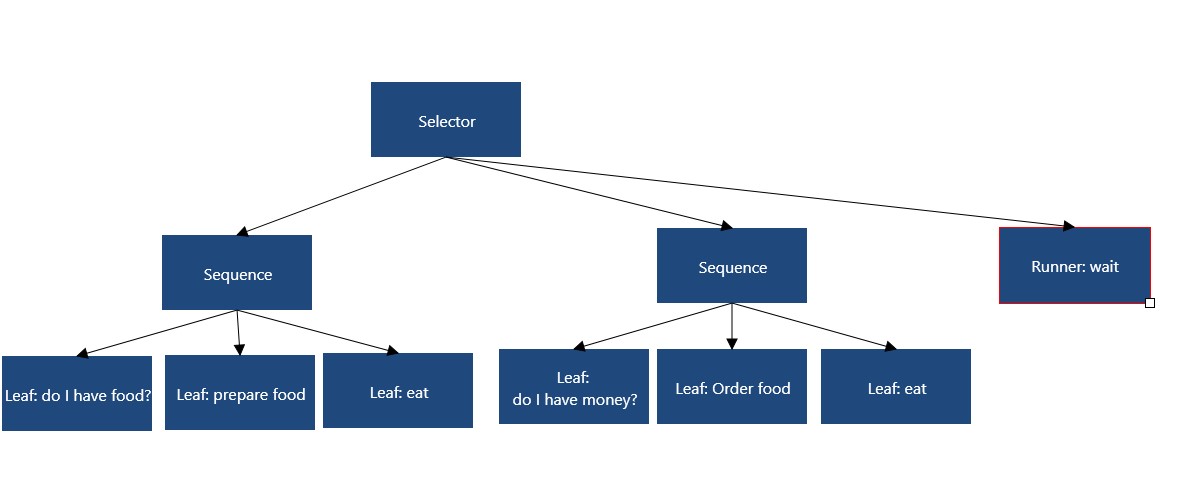 Selector
Sequence
Sequence
Runner: wait
Leaf: do I have food?
Leaf: prepare food
Leaf: eat
Leaf:
do I have money?
Leaf: Order food
Leaf: eat